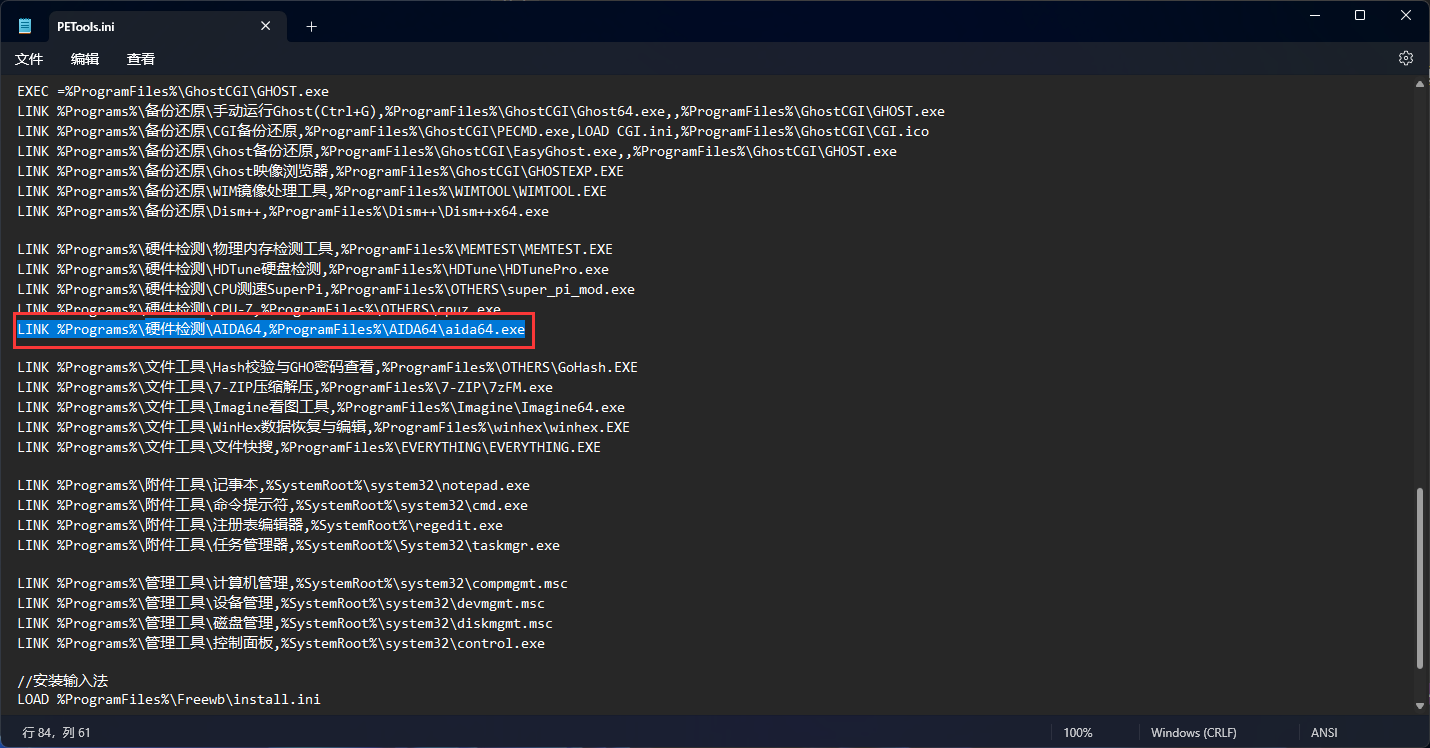 PETools.ini
文件 编辑 查看
EXEC =%ProgramFiles%\GhostCGI\GHOST.exe
LINK %Programs%\备份还原\手动运行Ghost(Ctrl+G),%ProgramFiles%\GhostCGI\Ghost64.exe,,%ProgramFiles%\GhostCGI\GHOST.exe
LINK %Programs%\备份还原\CGI备份还原,%ProgramFiles%\GhostCGI\PECMD.exe,LOAD CGI.ini,%ProgramFiles%\GhostCGI\CGI.ico
LINK %Programs%\备份还原\Ghost备份还原,%ProgramFiles%\GhostCGI\EasyGhost.exe,,%ProgramFiles%\GhostCGI\GHOST.exe
LINK %Programs%\备份还原\Ghost映像浏览器,%ProgramFiles%\GhostCGI\GHOSTEXP.EXE
LINK %Programs%\备份还原\WIM镜像处理工具,%ProgramFiles%\WIMTOOL\WIMTOOL.EXE
LINK %Programs%\备份还原\Dism++,%ProgramFiles%\Dism++\Dism++x64.exe
LINK %Programs%\硬件检测\物理内存检测工具,%ProgramFiles%\MEMTEST\MEMTEST.EXE
LINK %Programs%\硬件检测\HDTune硬盘检测,%ProgramFiles%\HDTune\HDTunePro.exe
LINK %Programs%\硬件检测\CPU测速SuperPi,%ProgramFiles%\OTHERS\super_pi_mod.exe
LINK %Programs%\硬件检测\CPU-Z,%ProgramFiles%\OTHERS\cpuz.exe
LINK %Programs%\硬件检测\AIDA64,%ProgramFiles%\AIDA64\aida64.exe
LINK %Programs%\文件工具\Hash校验与GHO密码查看,%ProgramFiles%\OTHERS\GoHash.EXE
LINK %Programs%\文件工具\7-ZIP压缩解压,%ProgramFiles%\7-ZIP\7zFM.exe
LINK %Programs%\文件工具\Imagine看图工具,%ProgramFiles%\Imagine\Imagine64.exe
LINK %Programs%\文件工具\WinHex数据恢复与编辑,%ProgramFiles%\winhex\winhex.EXE
LINK %Programs%\文件工具\文件快搜,%ProgramFiles%\EVERYTHING\EVERYTHING.EXE
LINK %Programs%\附件工具\记事本,%SystemRoot%\system32\notepad.exe
LINK %Programs%\附件工具\命令提示符,%SystemRoot%\system32\cmd.exe
LINK %Programs%\附件工具\注册表编辑器,%SystemRoot%\regedit.exe
LINK %Programs%\附件工具\任务管理器,%SystemRoot%\System32\taskmgr.exe
LINK %Programs%\管理工具\计算机管理,%SystemRoot%\system32\compmgmt.msc
LINK %Programs%\管理工具\设备管理,%SystemRoot%\system32\devmgmt.msc
LINK %Programs%\管理工具\磁盘管理,%SystemRoot%\system32\diskmgmt.msc
LINK %Programs%\管理工具\控制面板,%SystemRoot%\system32\control.exe
//安装输入法
LOAD %ProgramFiles%\Freewb\install.ini
行 84，列 61 100% Windows (CRLF) ANSI